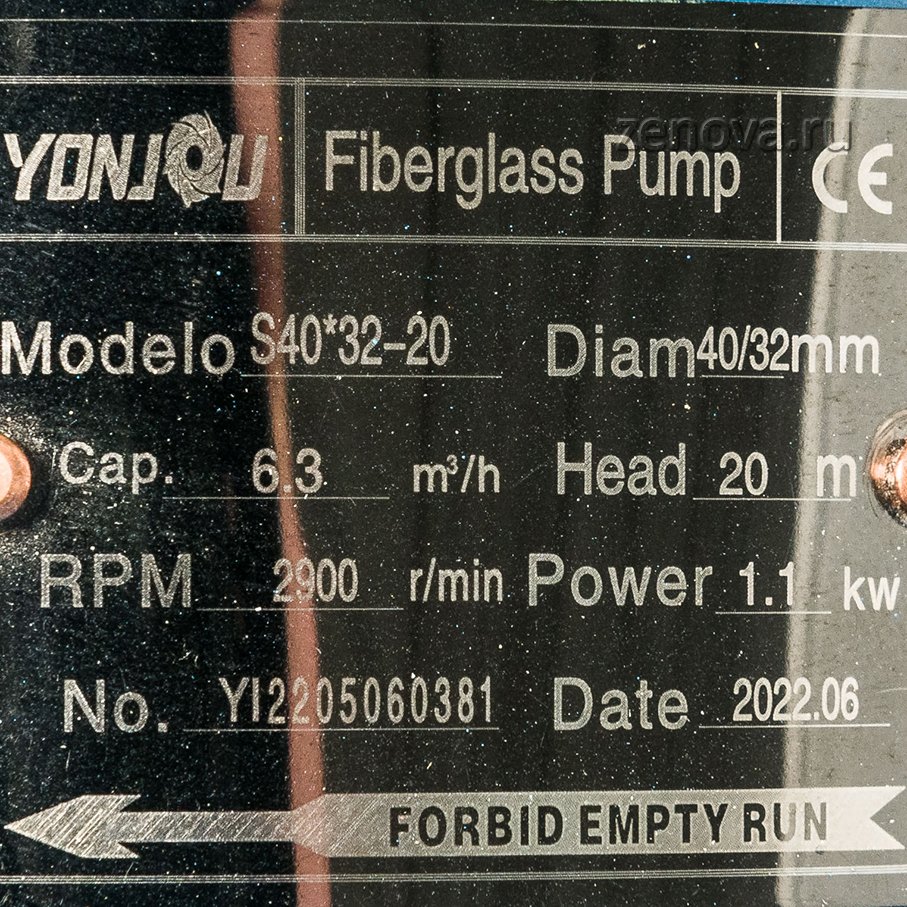 zenova.ru
YONJOU Fiberglass Pump CE
Modelo S40*32-20 Diam 40/32mm
Cap. 6.3 m³/h Head 20 m
RPM 2900 r/min Power 1.1 kw
No. YI2205060381 Date 2022.06
FORBID EMPTY RUN